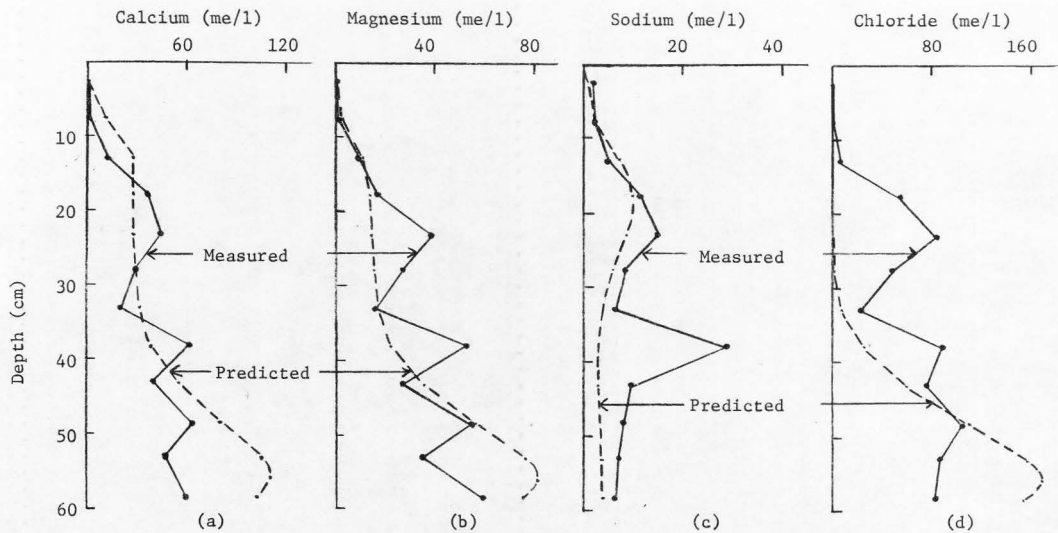 Calcium (me/l) Magnesium (me/l) Sodium (me/l) Chloride (me/l)
60 120 40 80 20 40 80 160
10
20
Measured Measured
30
Depth (cm)
40
Predicted
Predicted
50
60
(a) (b) (c) (d)